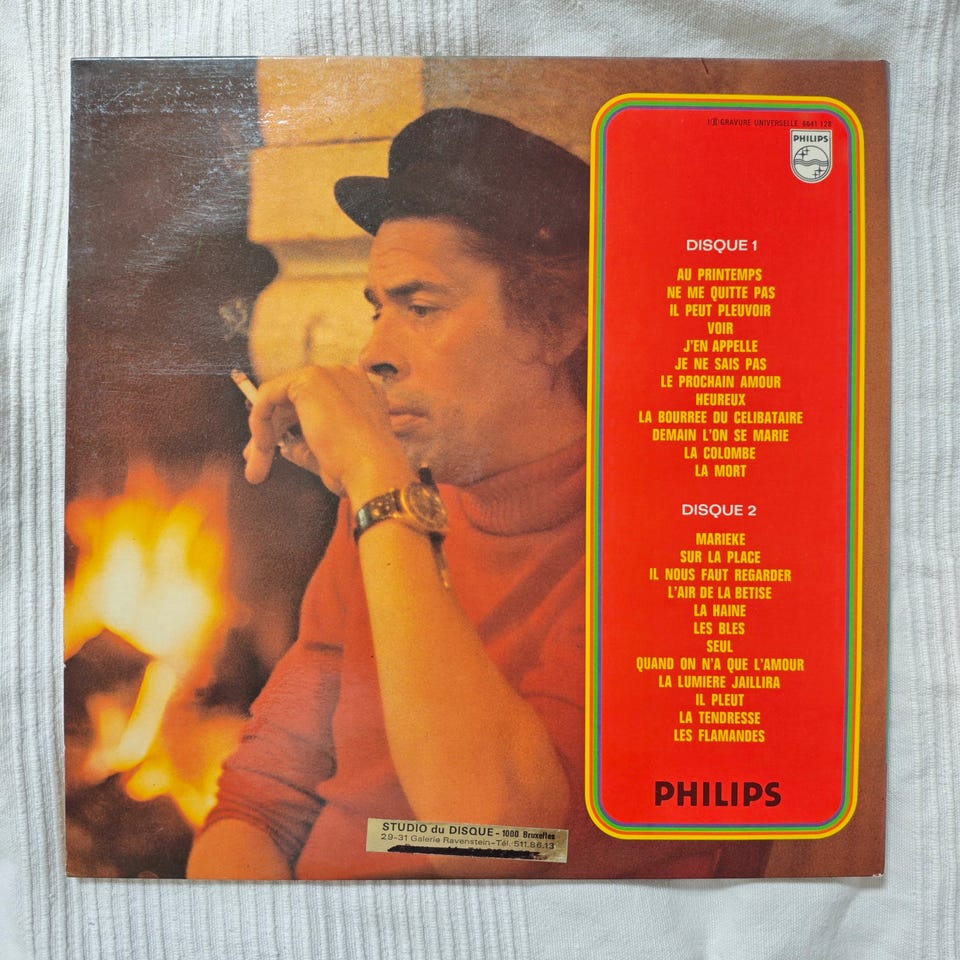 GRAVURE UNIVERSELLE 6641 128
PHILIPS
DISQUE 1
AU PRINTEMPS
NE ME QUITTE PAS
IL PEUT PLEUVOIR
VOIR
J'EN APPELLE
JE NE SAIS PAS
LE PROCHAIN AMOUR
HEUREUX
LA BOURREE DU CELIBATAIRE
DEMAIN L'ON SE MARIE
LA COLOMBE
LA MORT
DISQUE 2
MARIEKE
SUR LA PLACE
IL NOUS FAUT REGARDER
L'AIR DE LA BETISE
LA HAINE
LES BLES
SEUL
QUAND ON N'A QUE L'AMOUR
LA LUMIERE JAILLIRA
IL PLEUT
LA TENDRESSE
LES FLAMANDES
PHILIPS
STUDIO du DISQUE - 1000 Bruxelles
29-31 Galerie Ravenstein - Tél. 511.86.13